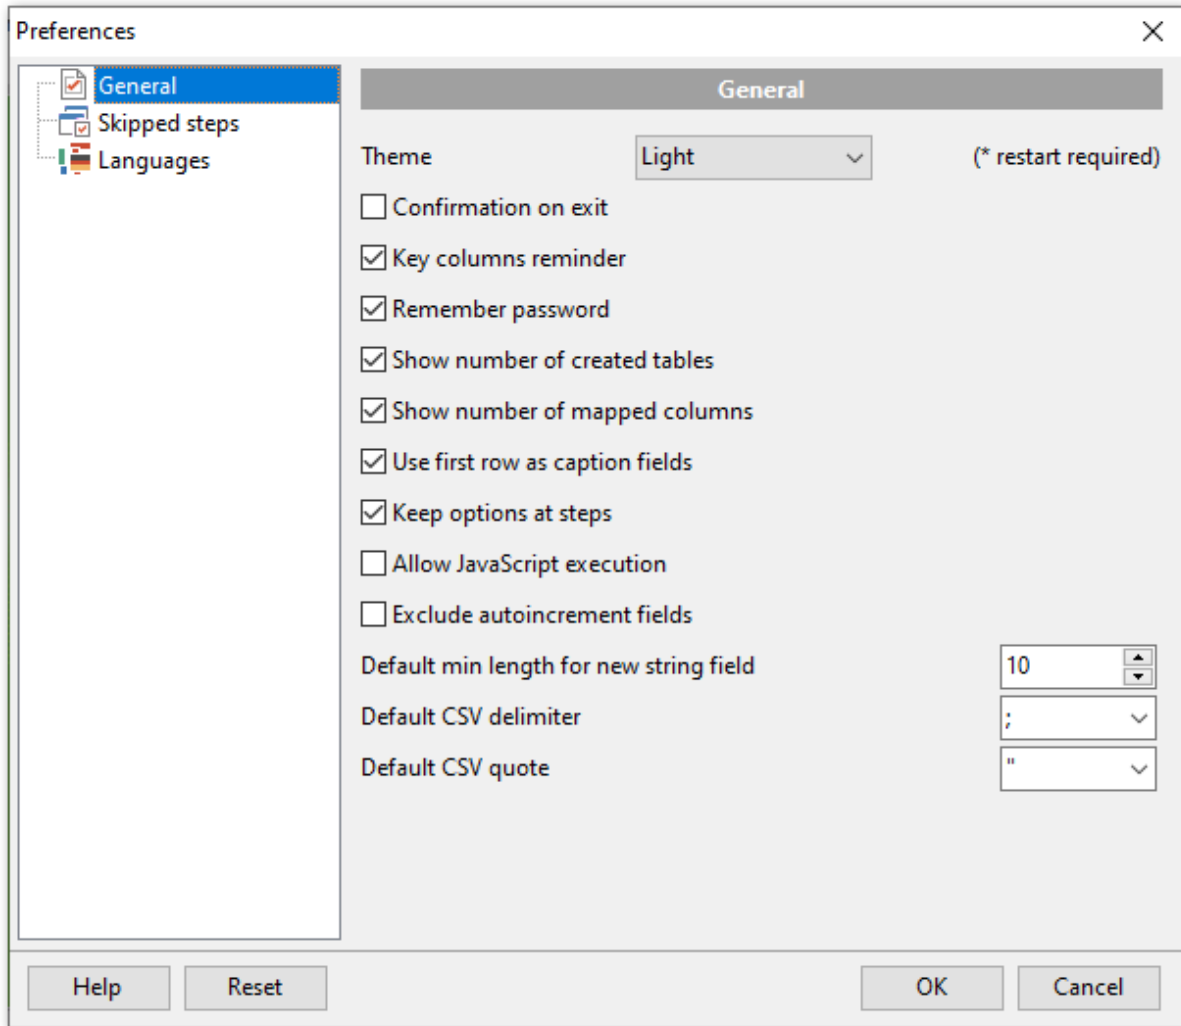 Preferences
General
Skipped steps
Languages
General
Theme Light (* restart required)
Confirmation on exit
Key columns reminder
Remember password
Show number of created tables
Show number of mapped columns
Use first row as caption fields
Keep options at steps
Allow JavaScript execution
Exclude autoincrement fields
Default min length for new string field 10
Default CSV delimiter ;
Default CSV quote "
Help Reset OK Cancel